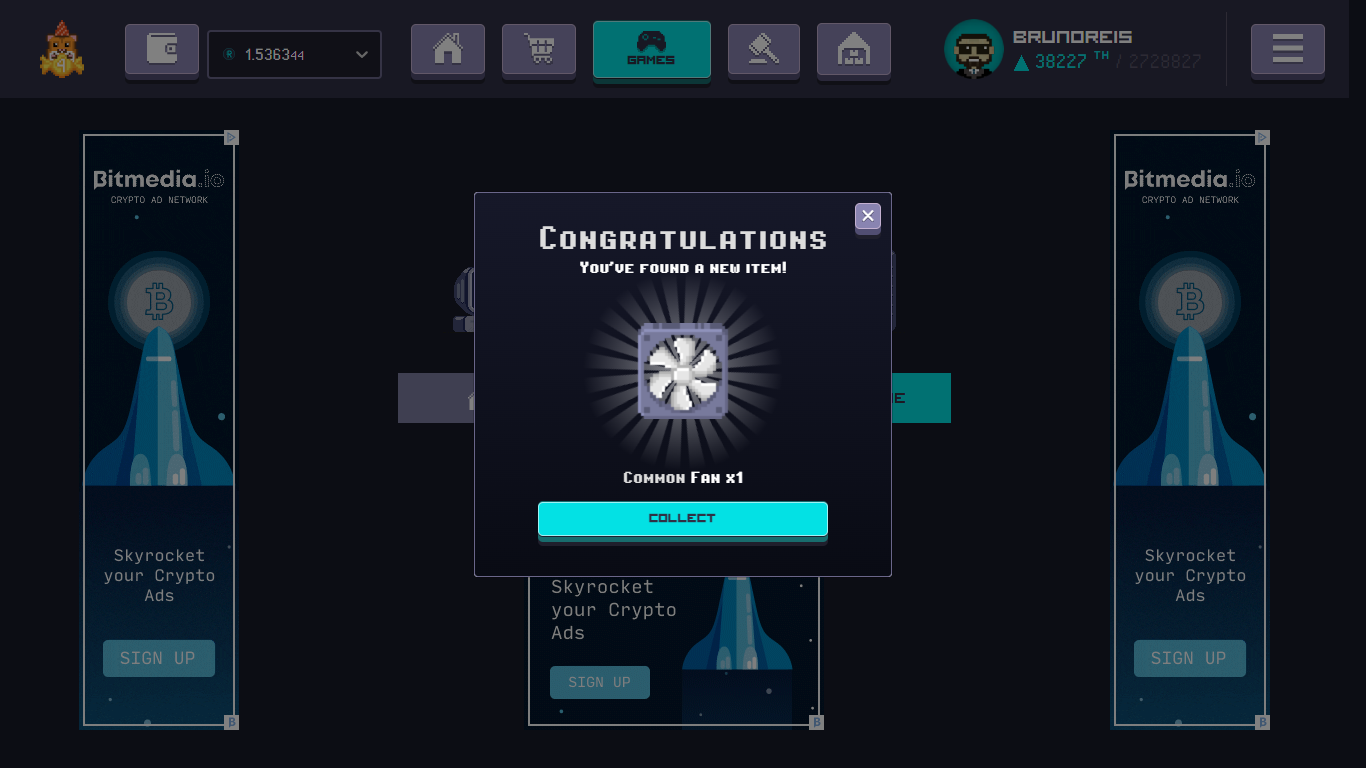 1.536344
GAMES
BRUNOREIS
38227 TH / 2728827
Bitmedia.io
CRYPTO AD NETWORK
Skyrocket
your Crypto
Ads
SIGN UP
CONGRATULATIONS
YOU'VE FOUND A NEW ITEM!
COMMON FAN X1
COLLECT
Skyrocket
your Crypto
Ads
SIGN UP
Bitmedia.io
CRYPTO AD NETWORK
Skyrocket
your Crypto
Ads
SIGN UP